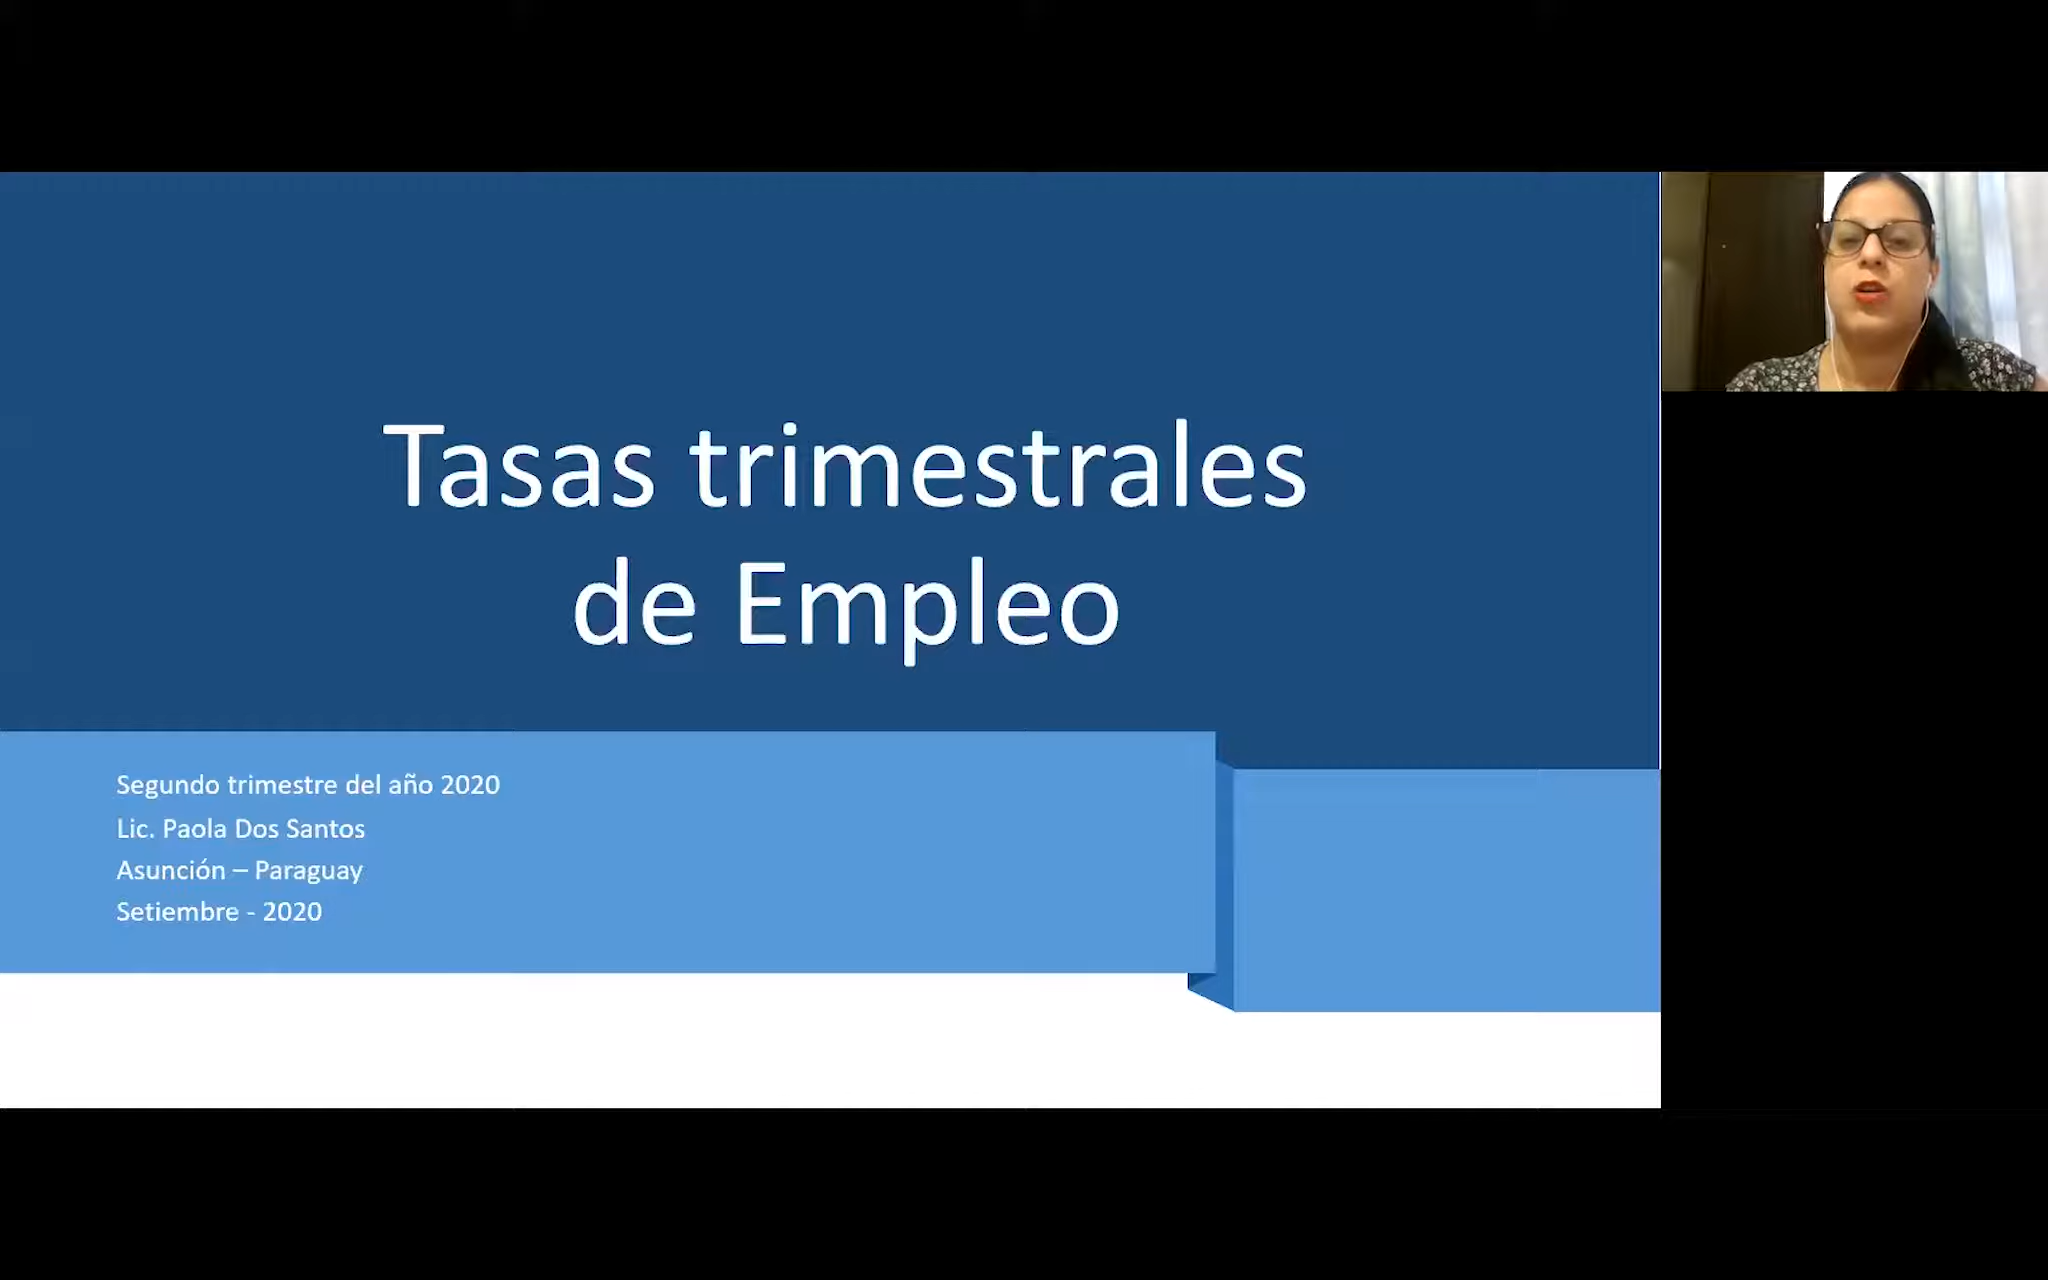 Tasas trimestrales
de Empleo
Segundo trimestre del año 2020
Lic. Paola Dos Santos
Asunción – Paraguay
Setiembre - 2020